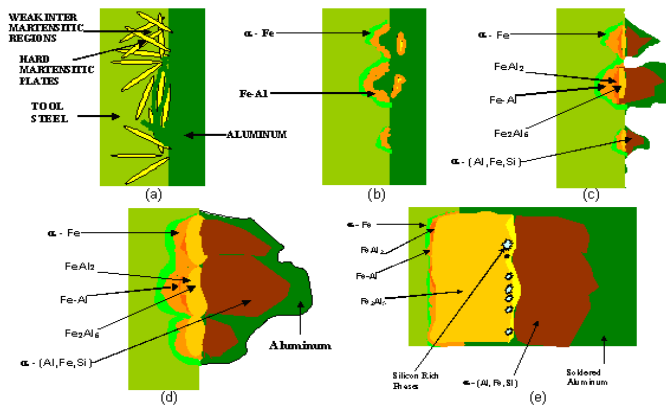 WEAK INTER
MARTENSITIC
REGIONS
HARD
MARTENSITIC
PLATES
TOOL
STEEL
ALUMINUM
(a)
α - Fe
Fe-Al
(b)
α - Fe
FeAl2
Fe-Al
Fe2Al5
α - (Al, Fe, Si)
(c)
α - Fe
FeAl2
Fe-Al
Fe2Al5
α - (Al, Fe, Si)
Aluminum
(d)
α - Fe
FeAl2
Fe-Al
Fe2Al5
Silicon Rich
Phases
α - (Al, Fe, Si)
Soldered
Aluminum
(e)